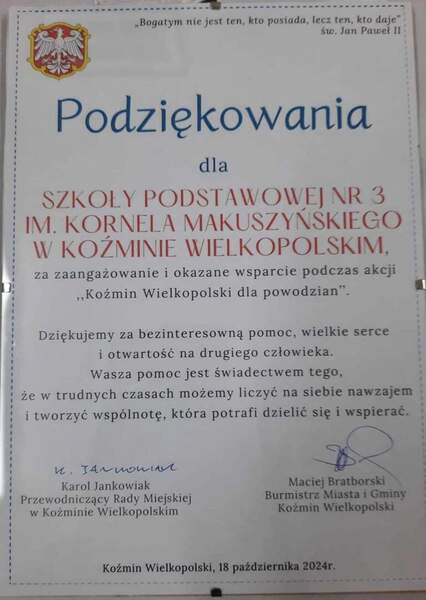 „Bogatym nie jest ten, kto posiada, lecz ten, kto daje"
św. Jan Paweł II
Podziękowania
dla
SZKOŁY PODSTAWOWEJ NR 3
IM. KORNELA MAKUSZYŃSKIEGO
W KOŹMINIE WIELKOPOLSKIM,
za zaangażowanie i okazane wsparcie podczas akcji
,,Koźmin Wielkopolski dla powodzian”.
Dziękujemy za bezinteresowną pomoc, wielkie serce
i otwartość na drugiego człowieka.
Wasza pomoc jest świadectwem tego,
że w trudnych czasach możemy liczyć na siebie nawzajem
i tworzyć wspólnotę, która potrafi dzielić się i wspierać.
K. JANKOWIAK
Karol Jankowiak
Przewodniczący Rady Miejskiej
w Koźminie Wielkopolskim
Maciej Bratborski
Burmistrz Miasta i Gminy
Koźmin Wielkopolski
Koźmin Wielkopolski, 18 października 2024r.